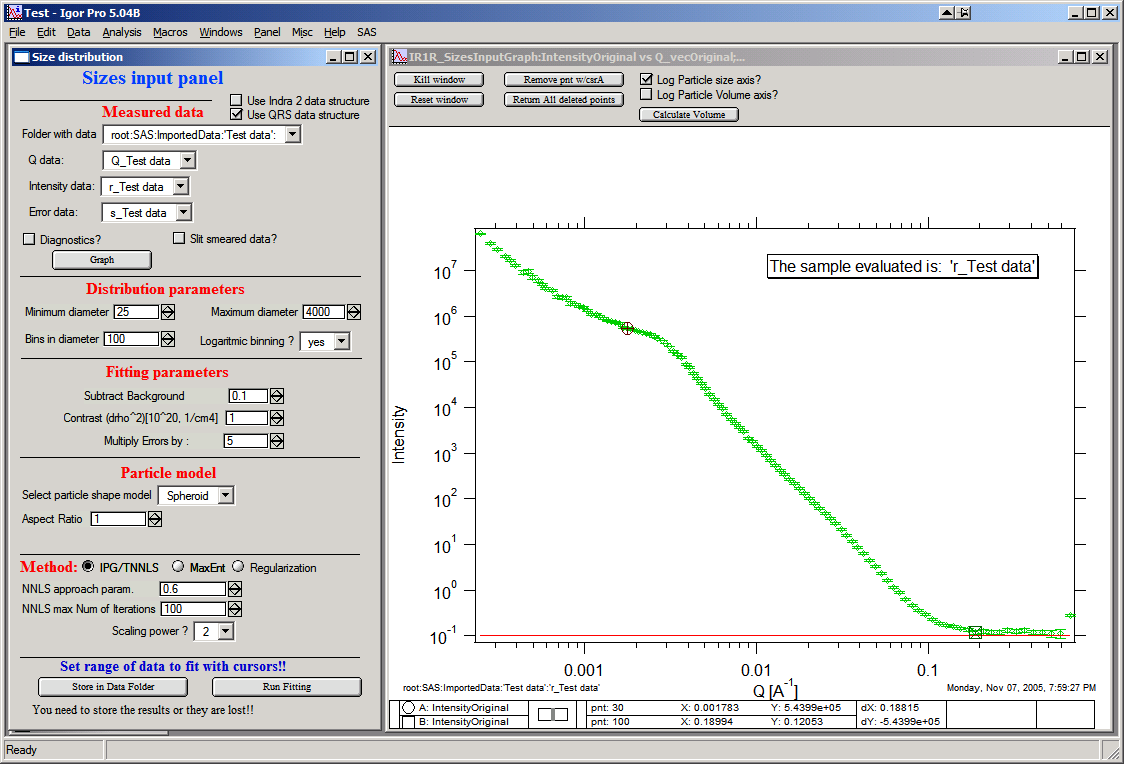 Test - Igor Pro 5.04B
File Edit Data Analysis Macros Windows Panel Misc Help SAS
Size distribution
Sizes input panel
Use Indra 2 data structure
Measured data
Use QRS data structure
Folder with data root:SAS:ImportedData:'Test data':
Q data: Q_Test data
Intensity data: r_Test data
Error data: s_Test data
Diagnostics? Slit smeared data?
Graph
Distribution parameters
Minimum diameter 25 Maximum diameter 4000
Bins in diameter 100 Logaritmic binning ? yes
Fitting parameters
Subtract Background 0.1
Contrast (drho^2)[10^20, 1/cm4] 1
Multiply Errors by : 5
Particle model
Select particle shape model Spheroid
Aspect Ratio 1
Method: IPG/TNNLS MaxEnt Regularization
NNLS approach param. 0.6
NNLS max Num of Iterations 100
Scaling power ? 2
Set range of data to fit with cursors!!
Store in Data Folder Run Fitting
You need to store the results or they are lost!!
IR1R_SizesInputGraph:IntensityOriginal vs Q_vecOriginal;...
Kill window Remove pnt w/csrA Log Particle size axis?
Reset window Return All deleted points Log Particle Volume axis?
Calculate Volume
The sample evaluated is: 'r_Test data'
10^7
10^6
10^5
10^4
10^3
10^2
10^1
10^0
10^-1
Intensity
0.001 0.01 0.1
Q [A^-1]
root:SAS:ImportedData:'Test data':'r_Test data' Monday, Nov 07, 2005, 7:59:27 PM
A: IntensityOriginal pnt: 30 X: 0.001783 Y: 5.4399e+05 dX: 0.18815
B: IntensityOriginal pnt: 100 X: 0.18994 Y: 0.12053 dY: -5.4399e+05
Ready